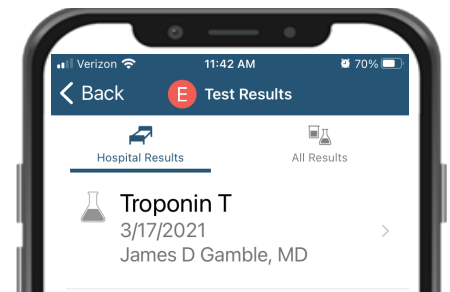 Verizon 11:42 AM 70%
Back E Test Results
Hospital Results All Results
Troponin T
3/17/2021
James D Gamble, MD